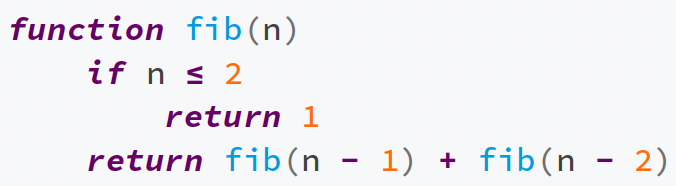 function fib(n)
    if n ≤ 2
        return 1
    return fib(n - 1) + fib(n - 2)